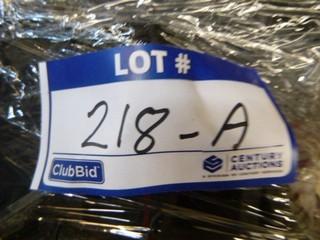 LOT #
218-A
ClubBid
CENTURY
AUCTIONS